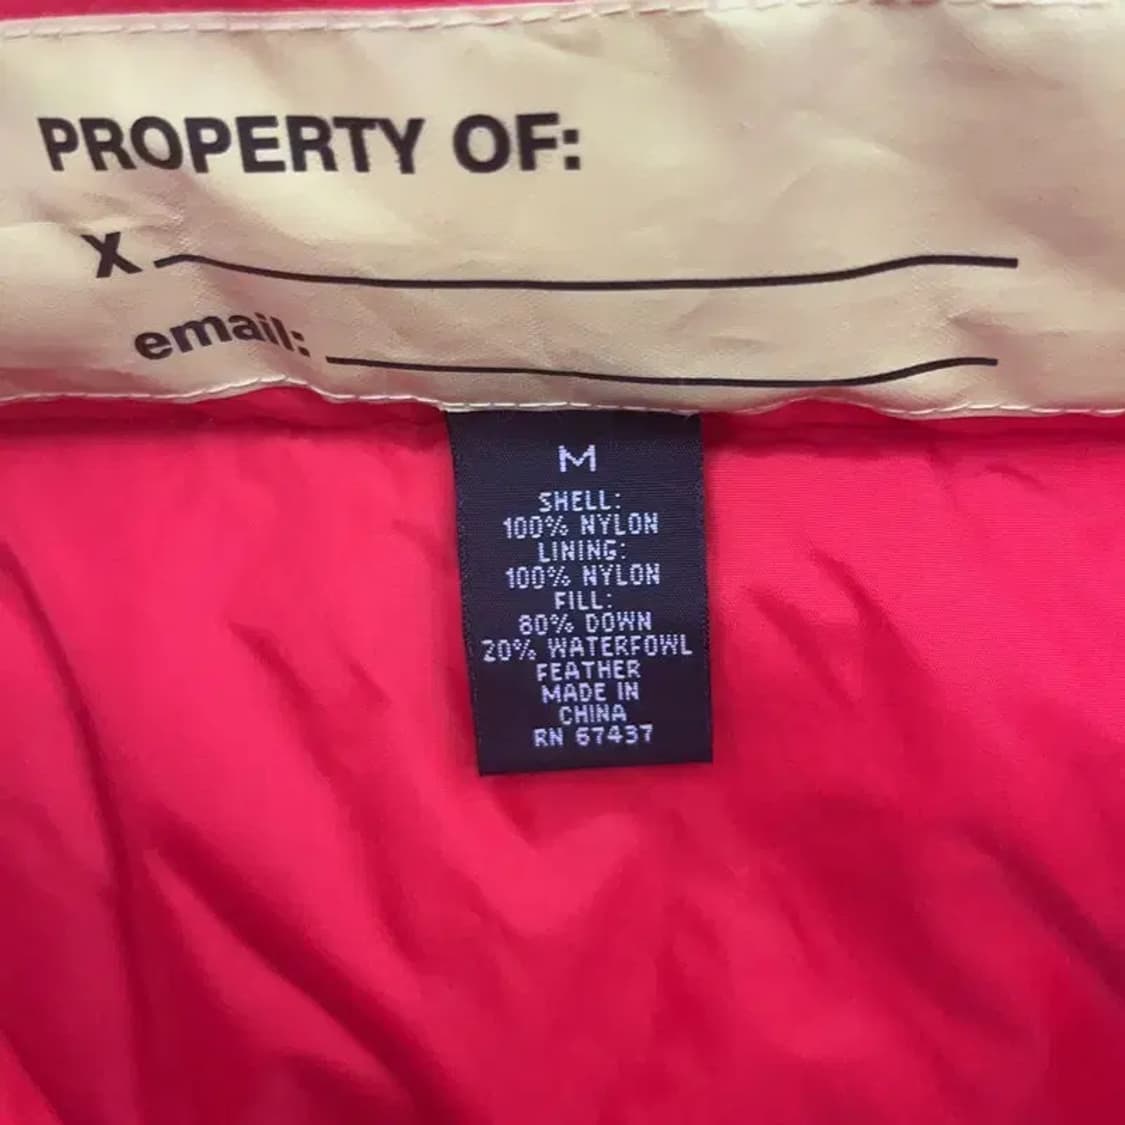 PROPERTY OF:
X
email:
M
SHELL:
100% NYLON
LINING:
100% NYLON
FILL:
80% DOWN
20% WATERFOWL
FEATHER
MADE IN
CHINA
RN 67437